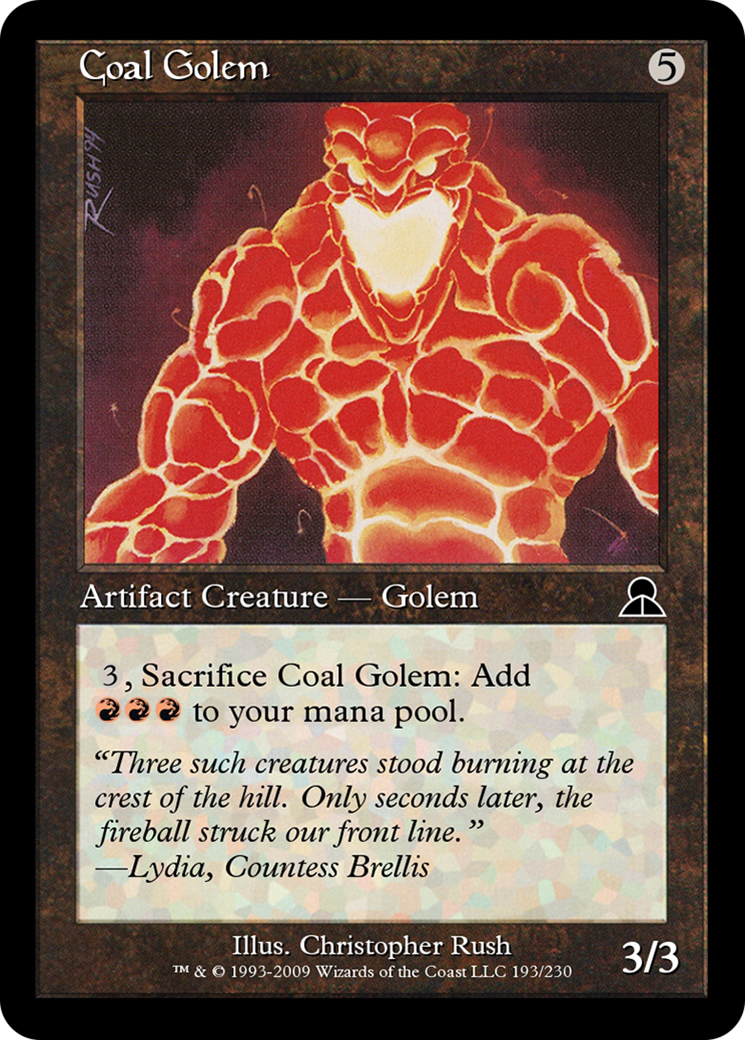 Coal Golem
5
RUSH94
Artifact Creature — Golem
3, Sacrifice Coal Golem: Add
to your mana pool.
“Three such creatures stood burning at the
crest of the hill. Only seconds later, the
fireball struck our front line.”
—Lydia, Countess Brellis
Illus. Christopher Rush
3/3
™ & © 1993-2009 Wizards of the Coast LLC 193/230